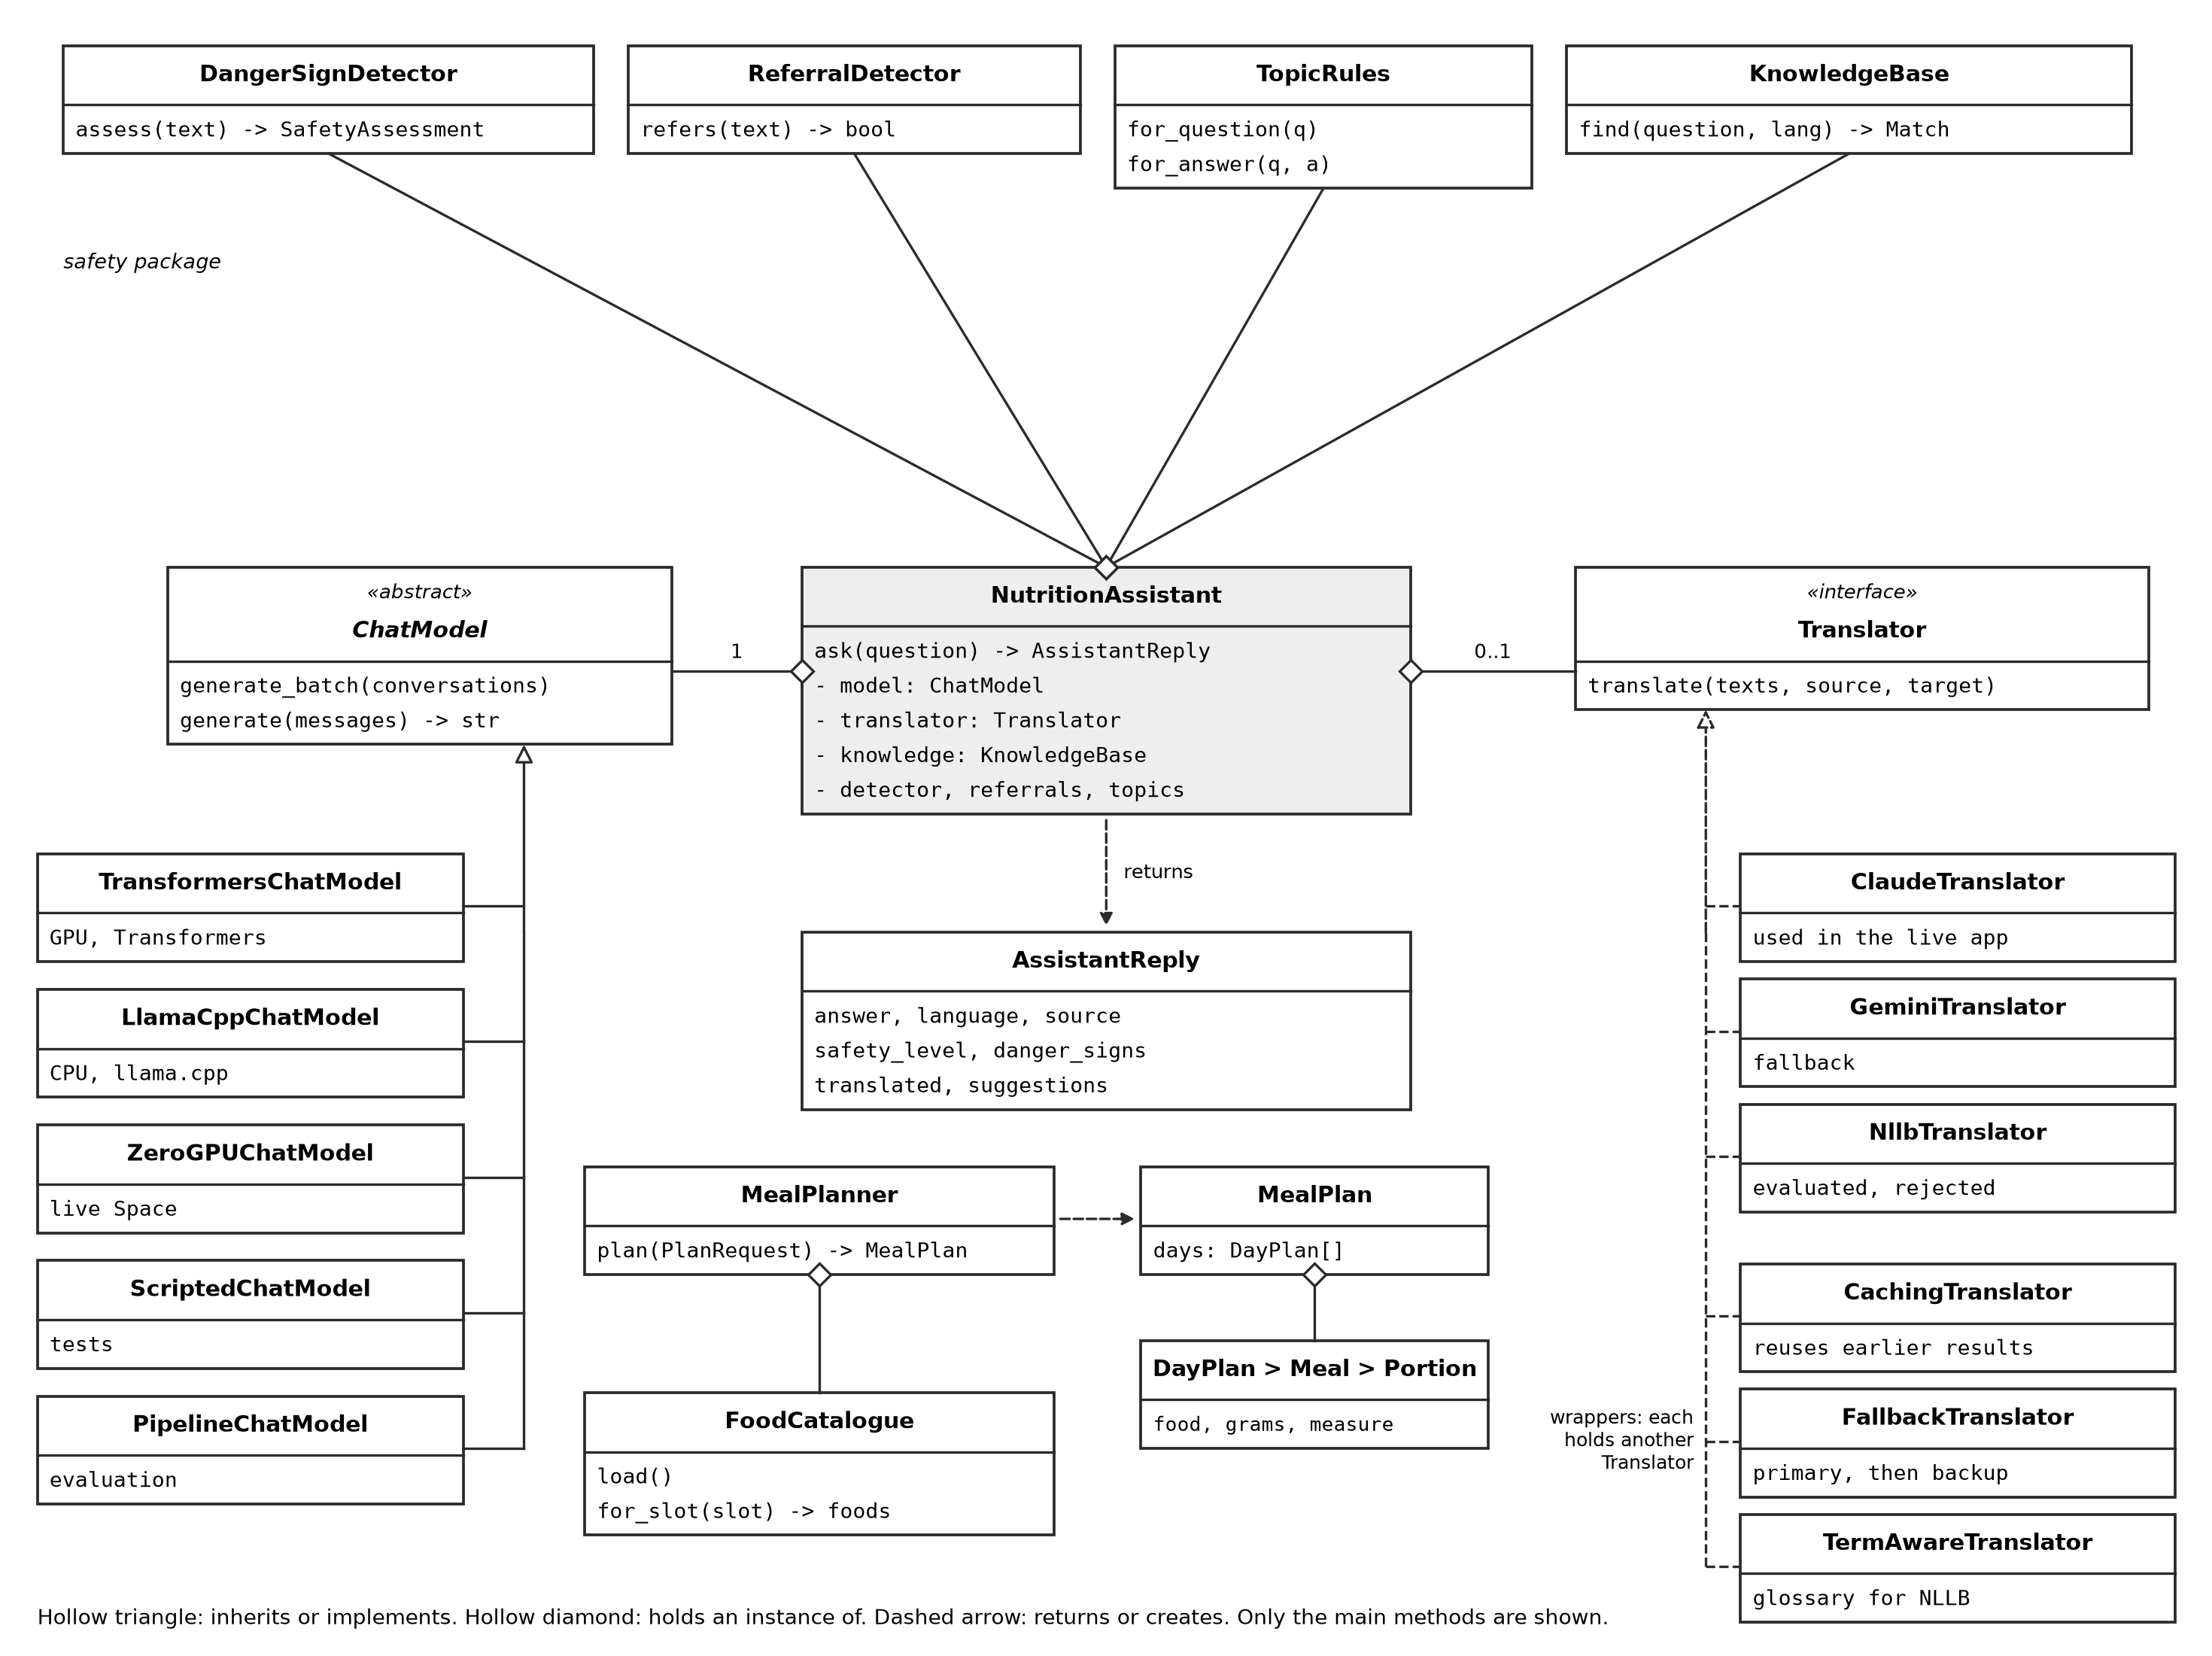 DangerSignDetector
assess(text) -> SafetyAssessment
ReferralDetector
refers(text) -> bool
TopicRules
for_question(q)
for_answer(q, a)
KnowledgeBase
find(question, lang) -> Match
safety package
«abstract»
ChatModel
generate_batch(conversations)
generate(messages) -> str
1
NutritionAssistant
ask(question) -> AssistantReply
- model: ChatModel
- translator: Translator
- knowledge: KnowledgeBase
- detector, referrals, topics
0..1
«interface»
Translator
translate(texts, source, target)
returns
TransformersChatModel
GPU, Transformers
LlamaCppChatModel
CPU, llama.cpp
ZeroGPUChatModel
live Space
ScriptedChatModel
tests
PipelineChatModel
evaluation
AssistantReply
answer, language, source
safety_level, danger_signs
translated, suggestions
MealPlanner
plan(PlanRequest) -> MealPlan
MealPlan
days: DayPlan[]
FoodCatalogue
load()
for_slot(slot) -> foods
DayPlan > Meal > Portion
food, grams, measure
ClaudeTranslator
used in the live app
GeminiTranslator
fallback
NllbTranslator
evaluated, rejected
CachingTranslator
reuses earlier results
wrappers: each
holds another
Translator
FallbackTranslator
primary, then backup
TermAwareTranslator
glossary for NLLB
Hollow triangle: inherits or implements. Hollow diamond: holds an instance of. Dashed arrow: returns or creates. Only the main methods are shown.